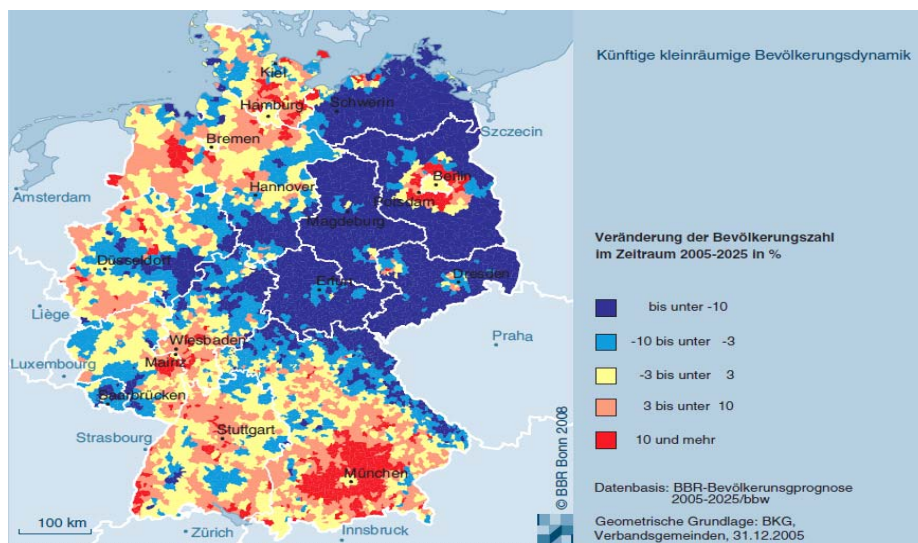 Künftige kleinräumige Bevölkerungsdynamik
Kiel
Hamburg
Schwerin
Szczecin
Bremen
Amsterdam
Hannover
Berlin
Potsdam
Magdeburg
Düsseldorf
Erfurt
Dresden
Liège
Praha
Wiesbaden
Mainz
Luxembourg
Saarbrücken
Strasbourg
Stuttgart
München
Zürich
Innsbruck
100 km
© BBR Bonn 2008
Veränderung der Bevölkerungszahl
im Zeitraum 2005-2025 in %
bis unter -10
-10 bis unter -3
-3 bis unter 3
3 bis unter 10
10 und mehr
Datenbasis: BBR-Bevölkerungsprognose
2005-2025/bbw
Geometrische Grundlage: BKG,
Verbandsgemeinden, 31.12.2005